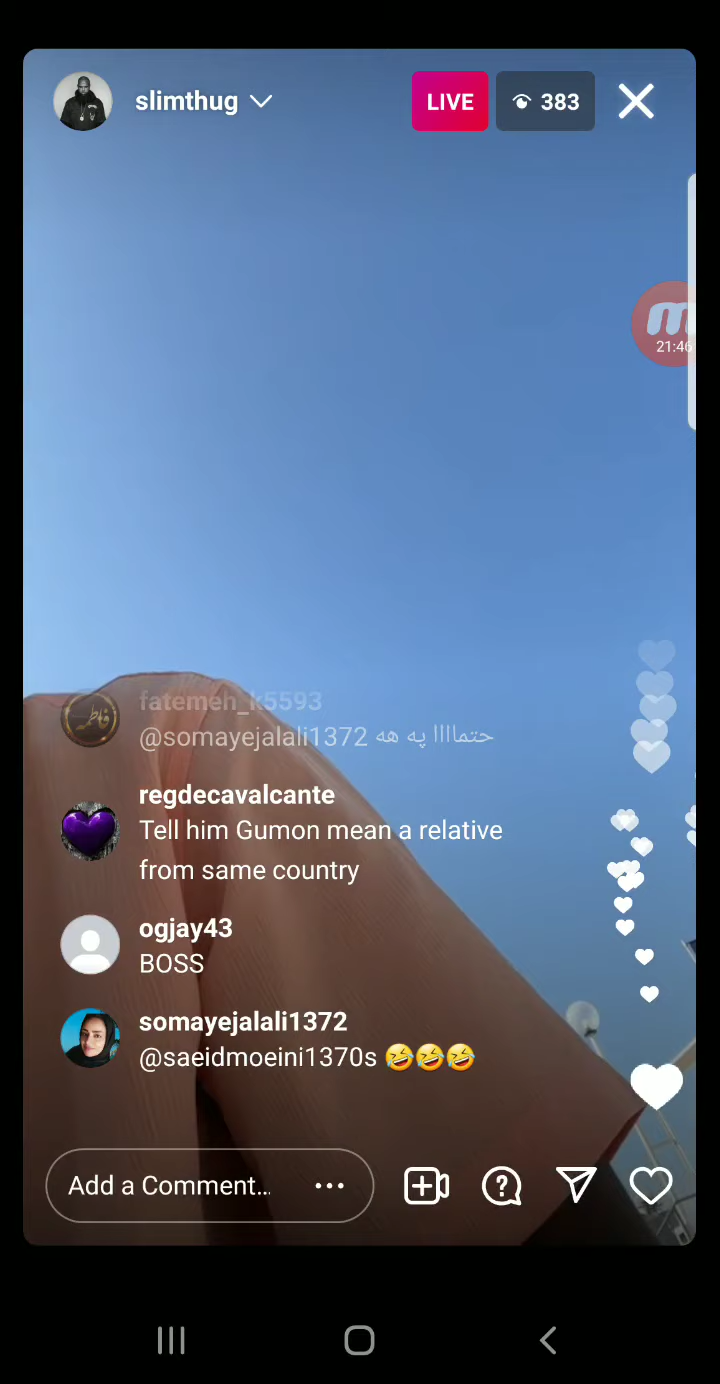 slimthug
LIVE
383
m
21:46
fatemeh_k5593
@somayejalali1372 حتمااااا په هه
regdecavalcante
Tell him Gumon mean a relative
from same country
ogjay43
BOSS
somayejalali1372
@saeidmoeini1370s 🤣🤣🤣
Add a Comment...